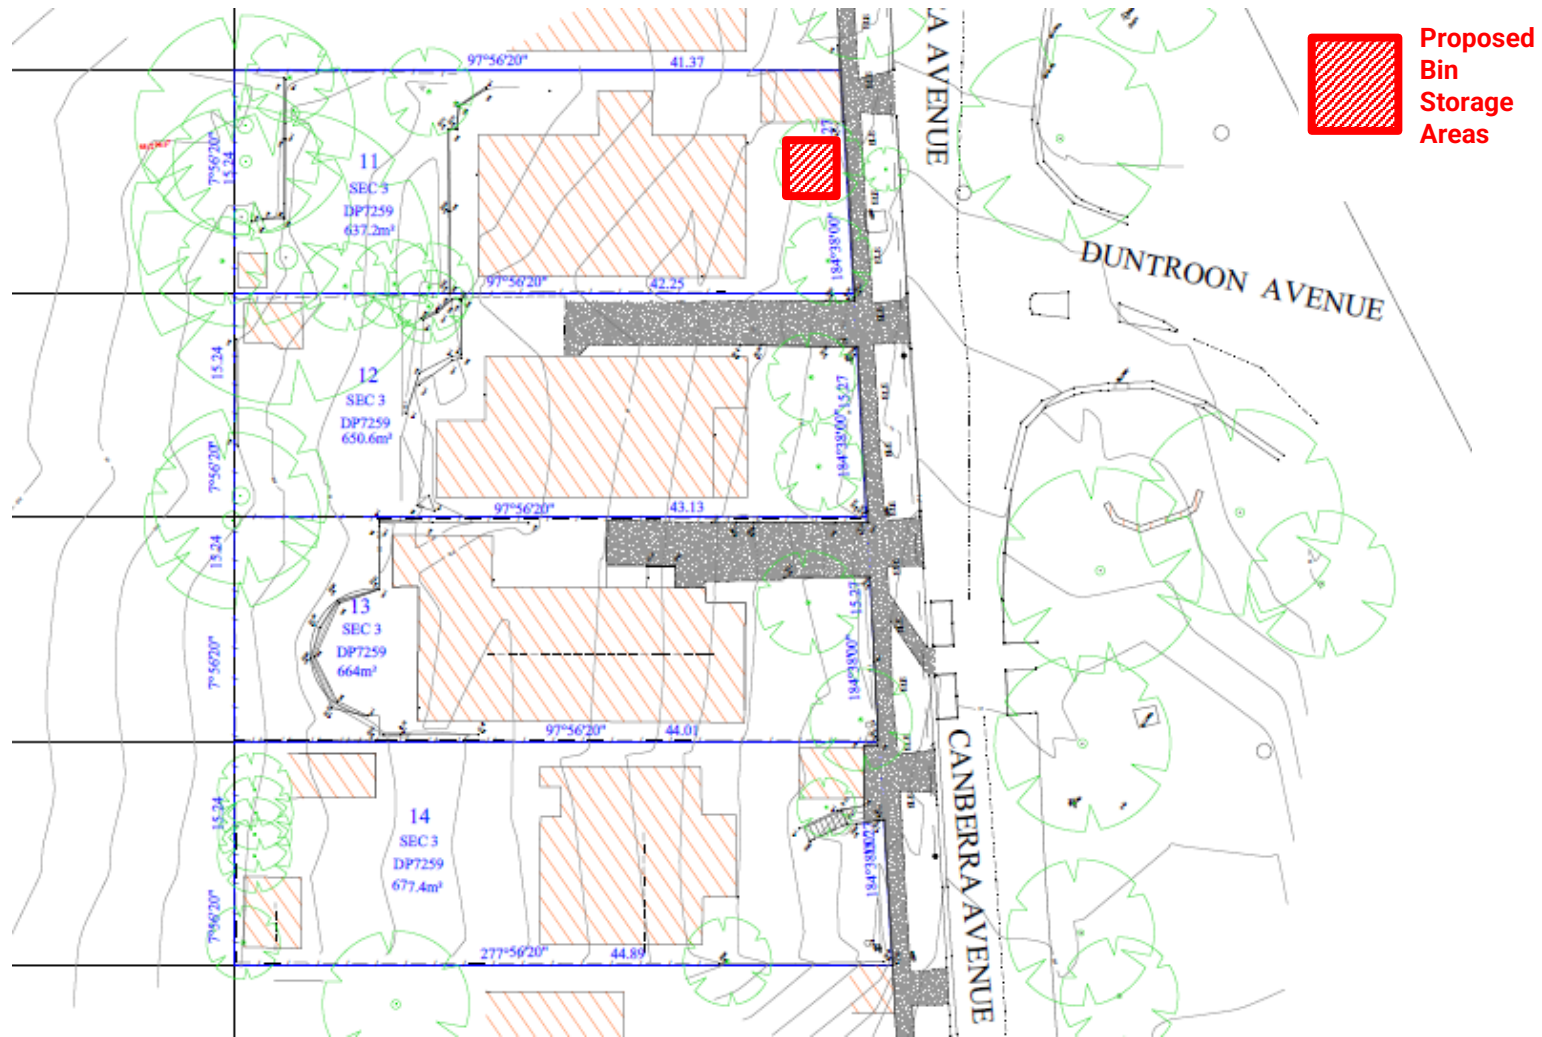 Proposed
Bin
Storage
Areas
97°56'20"
41.37
A AVENUE
7°56'20"
15.24
11
SEC 3
DP7259
637.2m²
184°38'00"
97°56'20"
42.25
DUNTROON AVENUE
15.24
12
SEC 3
DP7259
650.6m²
7°56'20"
184°38'00"
15.27
97°56'20"
43.13
15.24
13
SEC 3
DP7259
664m²
7°56'20"
15.27
184°38'00"
97°56'20"
44.01
CANBERRA AVENUE
15.24
14
SEC 3
DP7259
677.4m²
7°56'20"
184°38'00"
277°56'20"
44.89